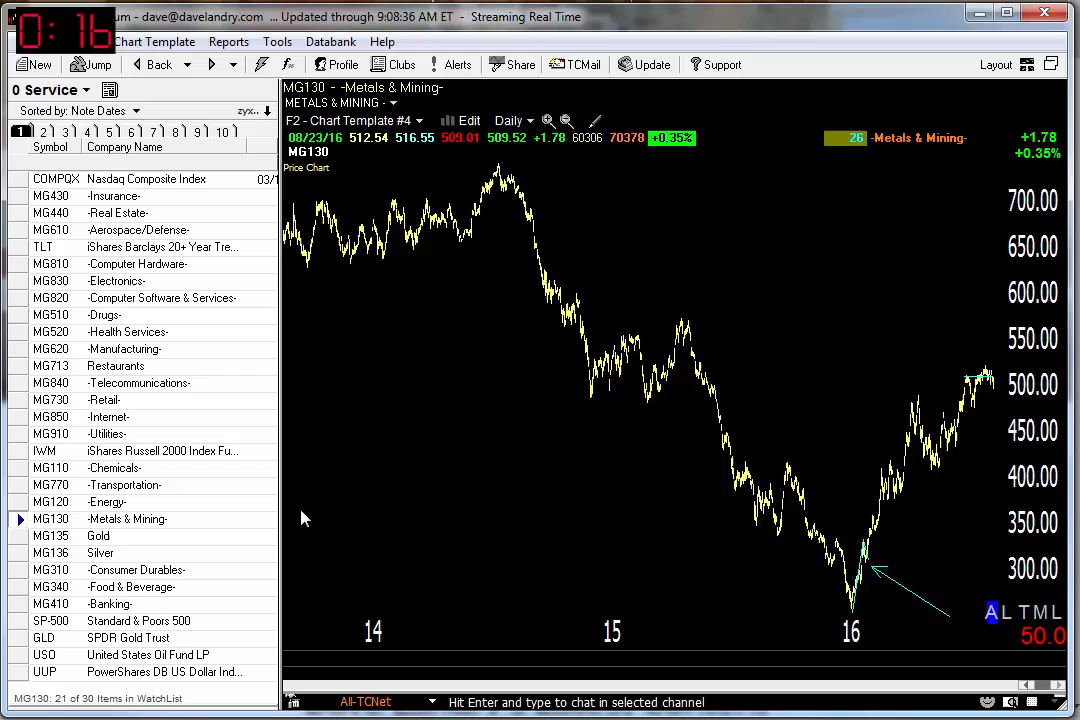 um - dave@davelandry.com ... Updated through 9:08:36 AM ET - Streaming Real Time
0:16
Chart Template Reports Tools Databank Help
New Jump Back Profile Clubs Alerts Share TCMail Update Support Layout
0 Service
MG130 - -Metals & Mining-
METALS & MINING -
Sorted by: Note Dates zyx..
F2 - Chart Template #4 Edit Daily
1 2 3 4 5 6 7 8 9 10
08/23/16 512.54 516.55 509.01 509.52 +1.78 60306 70378 +0.35% 26 -Metals & Mining- +1.78
+0.35%
Symbol Company Name
MG130
Price Chart
COMPQX Nasdaq Composite Index 03/1
MG430 -Insurance-
MG440 -Real Estate-
MG610 -Aerospace/Defense-
TLT iShares Barclays 20+ Year Tre...
MG810 -Computer Hardware-
MG830 -Electronics-
MG820 -Computer Software & Services-
MG510 -Drugs-
MG520 -Health Services-
MG620 -Manufacturing-
MG713 Restaurants
MG840 -Telecommunications-
MG730 -Retail-
MG850 -Internet-
MG910 -Utilities-
IWM iShares Russell 2000 Index Fu...
MG110 -Chemicals-
MG770 -Transportation-
MG120 -Energy-
MG130 -Metals & Mining-
MG135 Gold
MG136 Silver
MG310 -Consumer Durables-
MG340 -Food & Beverage-
MG410 -Banking-
SP-500 Standard & Poors 500
GLD SPDR Gold Trust
USO United States Oil Fund LP
UUP PowerShares DB US Dollar Ind...
700.00
650.00
600.00
550.00
500.00
450.00
400.00
350.00
300.00
A L T M L
50.0
14 15 16
MG130: 21 of 30 Items in WatchList
All-TCNet Hit Enter and type to chat in selected channel